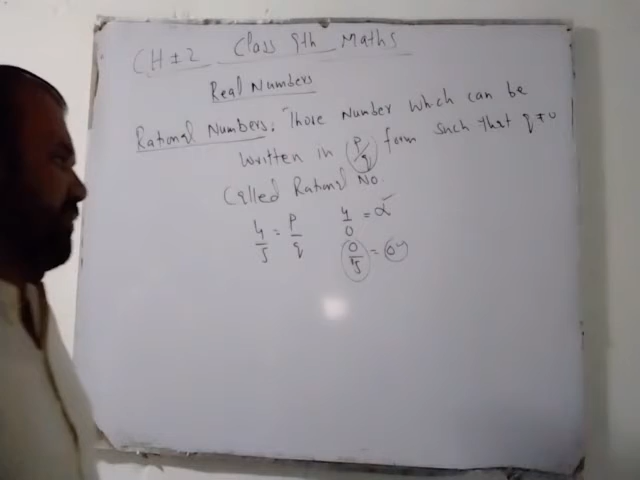 CH # 2 Class 9th Maths
Real Numbers
Rational Numbers: Those Number which can be
written in (P/q) form such that q ≠ 0
Called Rational No.
4/5 = P/q 4/0 = α
0/5 = 0